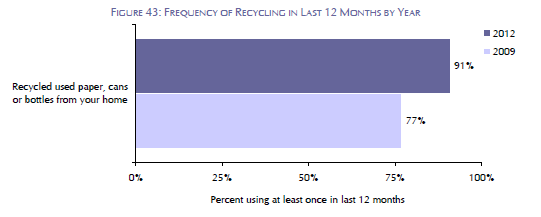 FIGURE 43: FREQUENCY OF RECYCLING IN LAST 12 MONTHS BY YEAR
2012
2009
Recycled used paper, cans
or bottles from your home
91%
77%
0%
25%
50%
75%
100%
Percent using at least once in last 12 months